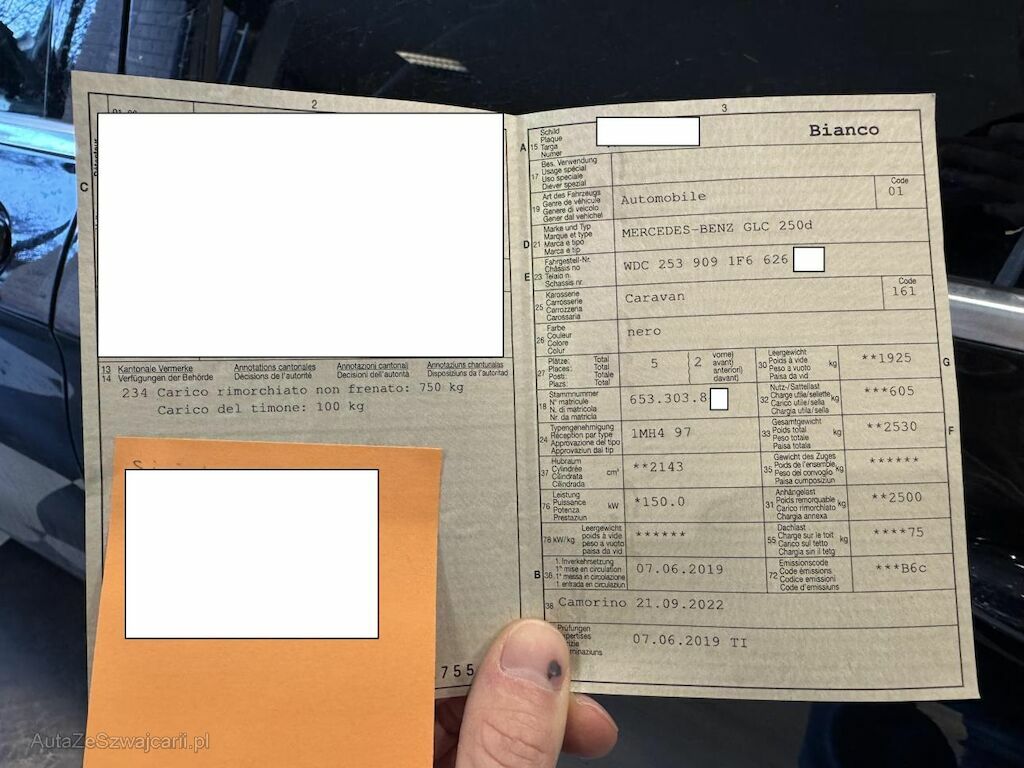 2
C
13 Kantonale Vermerke Annotations cantonales Annotazioni cantonali Annotaziuns chantunalas
14 Verfügungen der Behörde Décisions de l'autorité Decisioni dell'autorità Disposiziuns da l'autoritad
234 Carico rimorchiato non frenato: 750 kg
Carico del timone: 100 kg
755
3
A 15 Schild
Plaque
Targa
Numer
Bianco
17 Bes. Verwendung
Usage spécial
Uso speciale
Diever spezial
19 Art des Fahrzeugs
Genre de véhicule
Genere di veicolo
Gener dal vehichel
Automobile
Code
01
D 21 Marke und Typ
Marque et type
Marca e tipo
Marca e tip
MERCEDES-BENZ GLC 250d
E 23 Fahrgestell-Nr.
Châssis no
Telaio n.
Schassis nr.
WDC 253 909 1F6 626
25 Karosserie
Carrosserie
Carrozzeria
Carossaria
Caravan
Code
161
26 Farbe
Couleur
Colore
Colur
nero
27 Plätze: Total
Places: Total
Posti: Totale
Plazs: Total
5
2
vorne)
avant)
anteriori)
davant)
30 Leergewicht
Poids à vide
Peso a vuoto
Paisa da vid
kg
**1925
G
18 Stammnummer
N° matricule
N. di matricola
Nr. da matricla
653.303.8
32 Nutz-/Sattellast
Charge utile/sellette
Carico utile/sella
Chargia utila/sella
kg
***605
24 Typengenehmigung
Réception par type
Approvazione del tipo
Approvaziun dal tip
1MH4 97
33 Gesamtgewicht
Poids total
Peso totale
Paisa totala
kg
**2530
F
37 Hubraum
Cylindrée
Cilindrata
Cilindrada
cm³
**2143
35 Gewicht des Zuges
Poids de l'ensemble
Peso del convoglio
Paisa cumposiziun
kg
******
76 Leistung
Puissance
Potenza
Prestaziun
kW
*150.0
31 Anhängelast
Poids remorquable
Carico rimorchiato
Chargia annexa
kg
**2500
78 kW/kg
Leergewicht
poids à vide
peso a vuoto
paisa da vid
******
55 Dachlast
Charge sur le toit
Carico sul tetto
Chargia sin il tetg
kg
****75
B 36 1. Inverkehrsetzung
1re mise en circulation
1a messa in circolazione
1. entrada en circulaziun
07.06.2019
72 Emissionscode
Code émissions
Codice emissioni
Code d'emissiuns
***B6c
38 Camorino 21.09.2022
Prüfungen
07.06.2019 TI
AutaZeSzwajcarii.pl